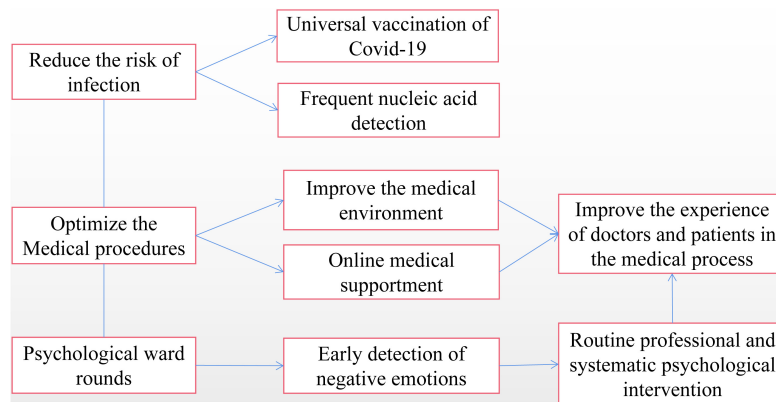 Universal vaccination of
Covid-19
Reduce the risk of
infection
Frequent nucleic acid
detection
Improve the medical
environment
Optimize the
Medical procedures
Improve the experience
of doctors and patients in
the medical process
Online medical
supportment
Psychological ward
rounds
Early detection of
negative emotions
Routine professional and
systematic psychological
intervention